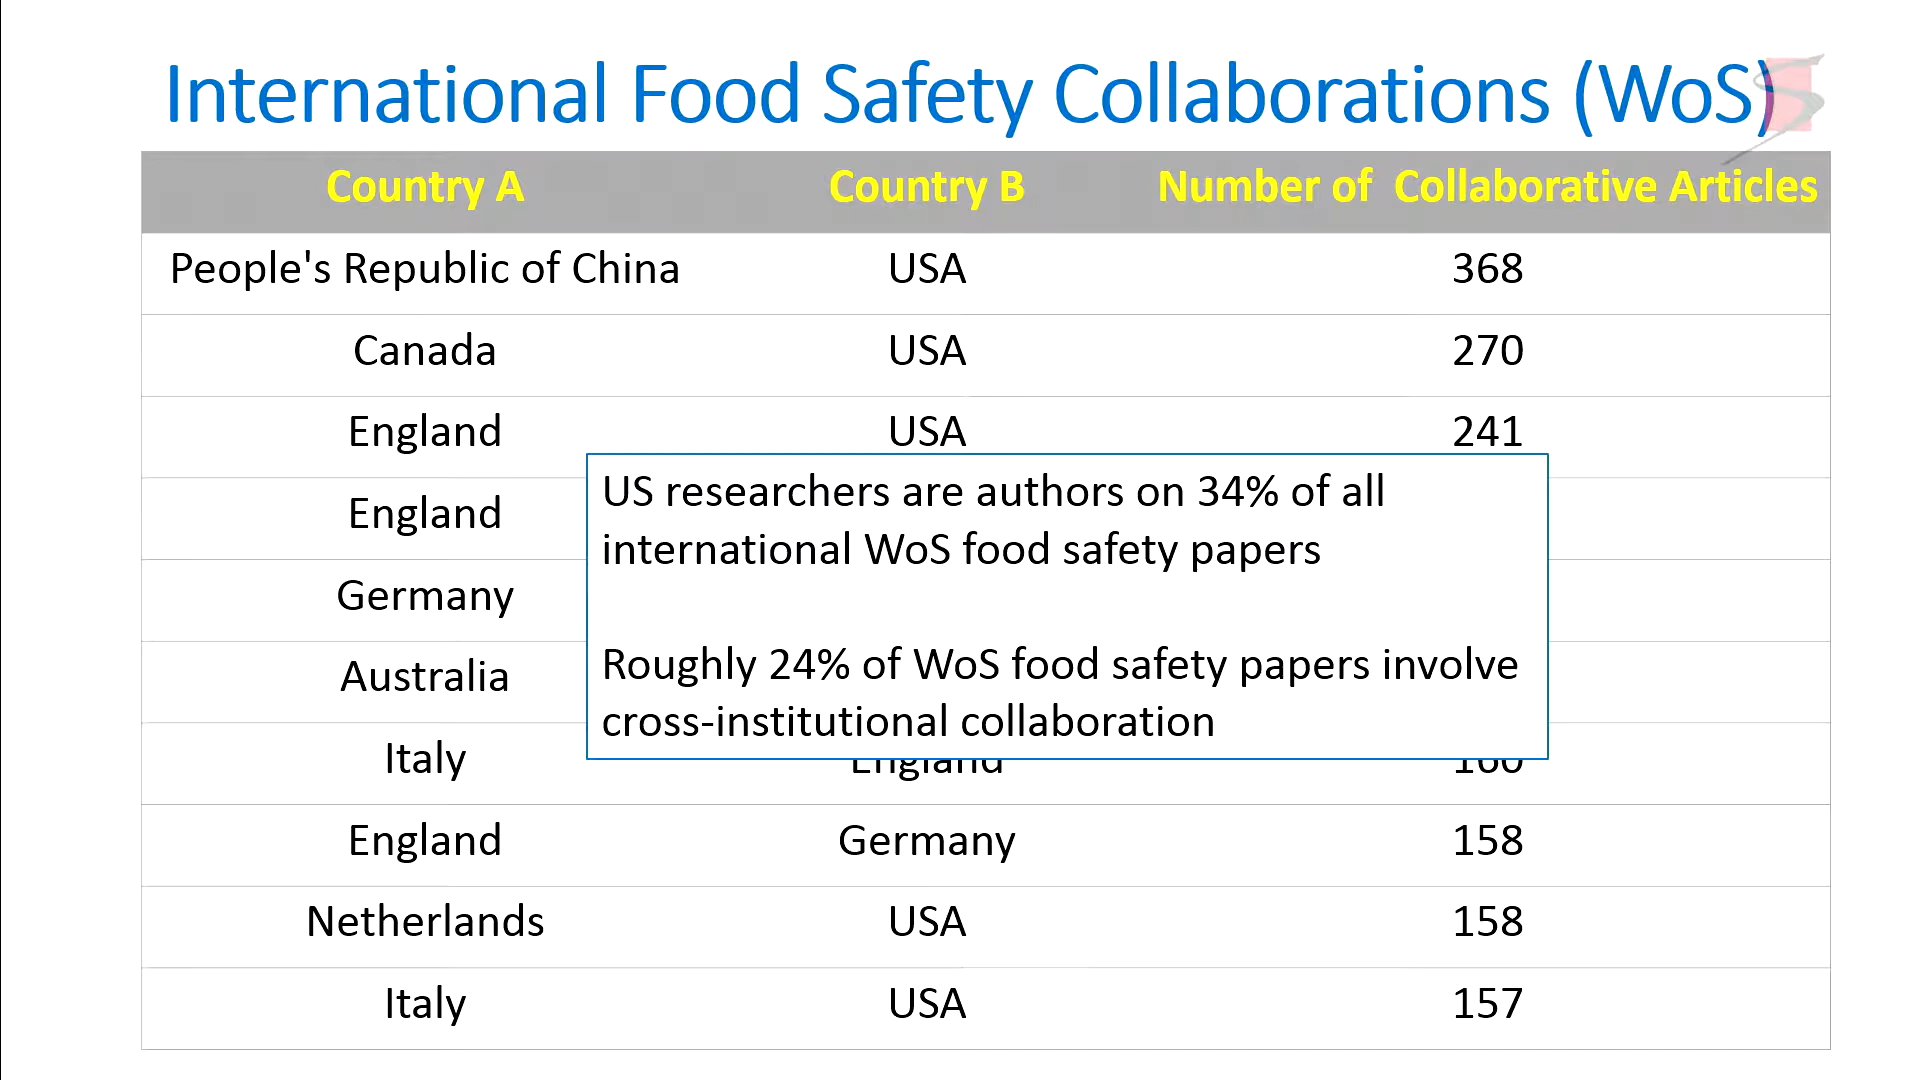 International Food Safety Collaborations (WoS)
Country A Country B Number of Collaborative Articles
People's Republic of China USA 368
Canada USA 270
England USA 241
England
Germany
Australia
Italy England 160
England Germany 158
Netherlands USA 158
Italy USA 157
US researchers are authors on 34% of all
international WoS food safety papers
Roughly 24% of WoS food safety papers involve
cross-institutional collaboration